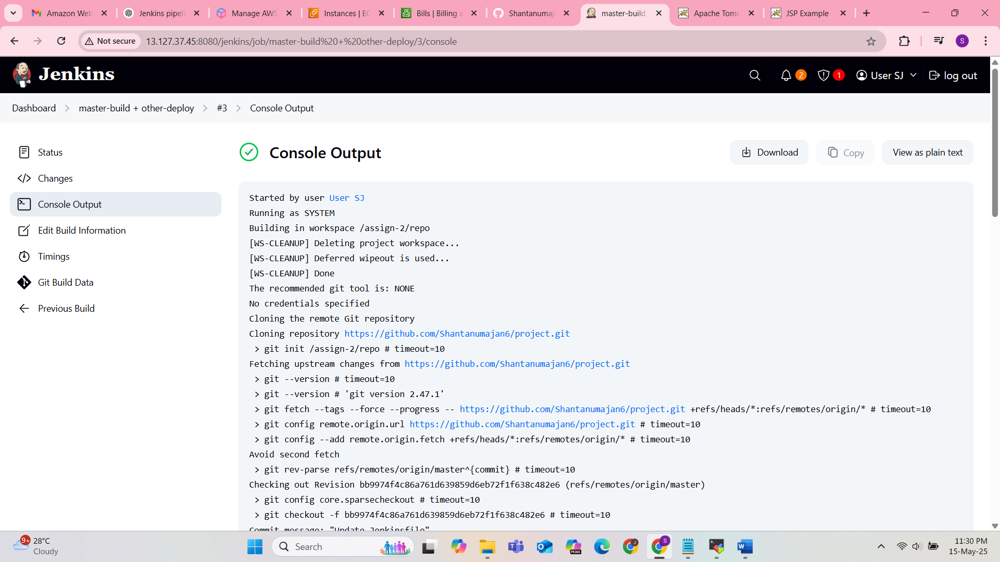 Amazon Web
Jenkins pipeli
Manage AWS
Instances | EC
Bills | Billing a
Shantanumaj
master-build
Apache Tomc
JSP Example
Not secure
13.127.37.45:8080/jenkins/job/master-build%20+%20other-deploy/3/console
S
Jenkins
2
1
User SJ
log out
Dashboard
master-build + other-deploy
#3
Console Output
Status
Changes
Console Output
Edit Build Information
Timings
Git Build Data
Previous Build
Console Output
Download
Copy
View as plain text
Started by user User SJ
Running as SYSTEM
Building in workspace /assign-2/repo
[WS-CLEANUP] Deleting project workspace...
[WS-CLEANUP] Deferred wipeout is used...
[WS-CLEANUP] Done
The recommended git tool is: NONE
No credentials specified
Cloning the remote Git repository
Cloning repository https://github.com/Shantanumajan6/project.git
> git init /assign-2/repo # timeout=10
Fetching upstream changes from https://github.com/Shantanumajan6/project.git
> git --version # timeout=10
> git --version # 'git version 2.47.1'
> git fetch --tags --force --progress -- https://github.com/Shantanumajan6/project.git +refs/heads/*:refs/remotes/origin/* # timeout=10
> git config remote.origin.url https://github.com/Shantanumajan6/project.git # timeout=10
> git config --add remote.origin.fetch +refs/heads/*:refs/remotes/origin/* # timeout=10
Avoid second fetch
> git rev-parse refs/remotes/origin/master^{commit} # timeout=10
Checking out Revision bb9974f4c86a761d639859d6eb72f1f638c482e6 (refs/remotes/origin/master)
> git config core.sparsecheckout # timeout=10
> git checkout -f bb9974f4c86a761d639859d6eb72f1f638c482e6 # timeout=10
Commit message: "Update Jenkinsfile"
9+
28°C
Cloudy
Search
M365
J
S
W
11:30 PM
15-May-25